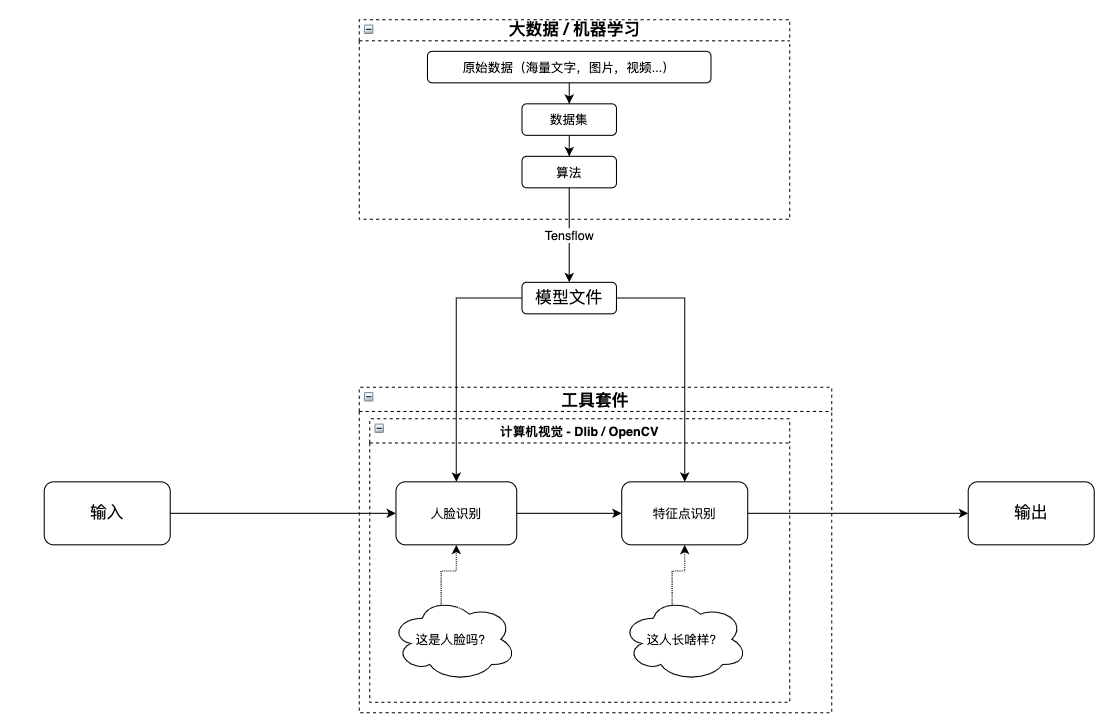 大数据 / 机器学习
原始数据（海量文字，图片，视频...）
数据集
算法
Tensflow
模型文件
工具套件
计算机视觉 - Dlib / OpenCV
输入
人脸识别
特征点识别
输出
这是人脸吗？
这人长啥样？